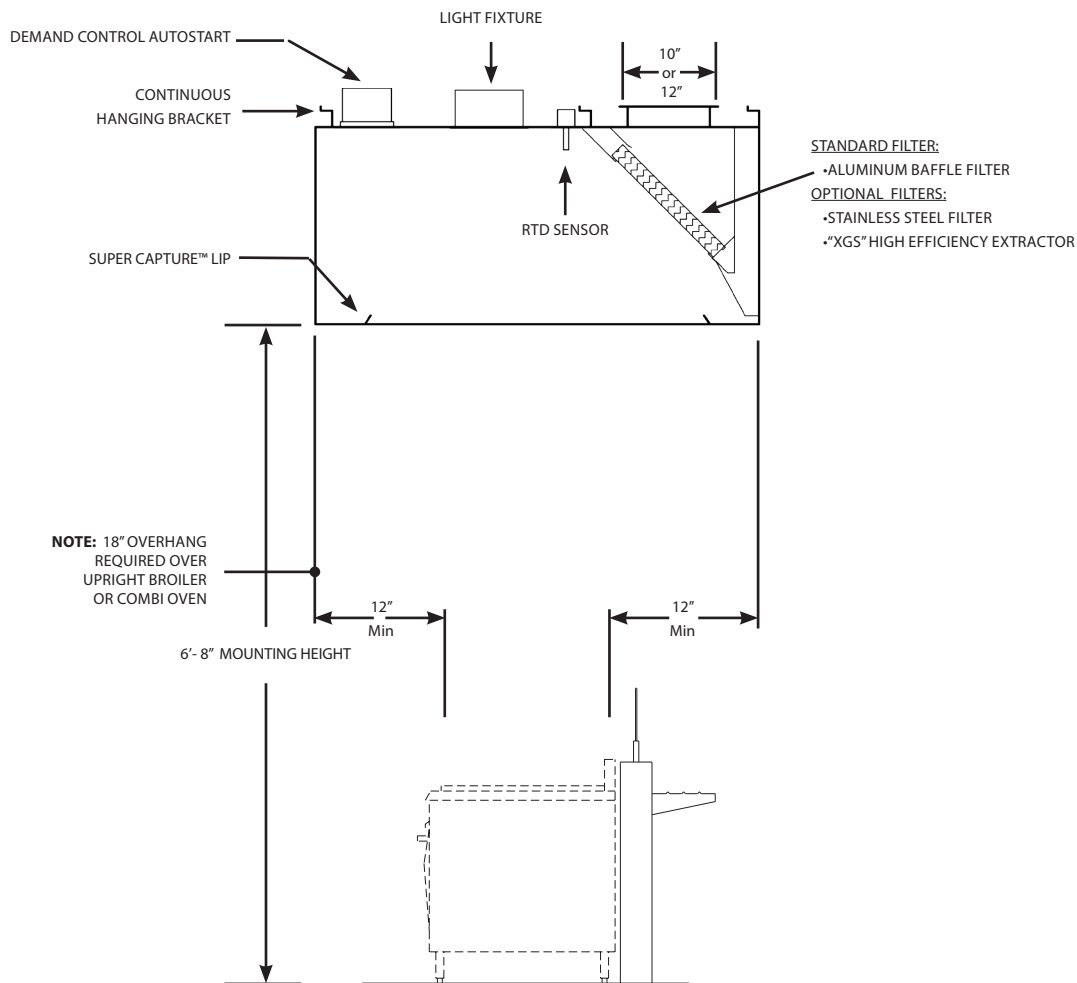 LIGHT FIXTURE
DEMAND CONTROL AUTOSTART
10"
or
12"
CONTINUOUS
HANGING BRACKET
STANDARD FILTER:
•ALUMINUM BAFFLE FILTER
OPTIONAL FILTERS:
•STAINLESS STEEL FILTER
•"XGS" HIGH EFFICIENCY EXTRACTOR
RTD SENSOR
SUPER CAPTURE™ LIP
NOTE: 18" OVERHANG
REQUIRED OVER
UPRIGHT BROILER
OR COMBI OVEN
12"
Min
12"
Min
6'- 8" MOUNTING HEIGHT